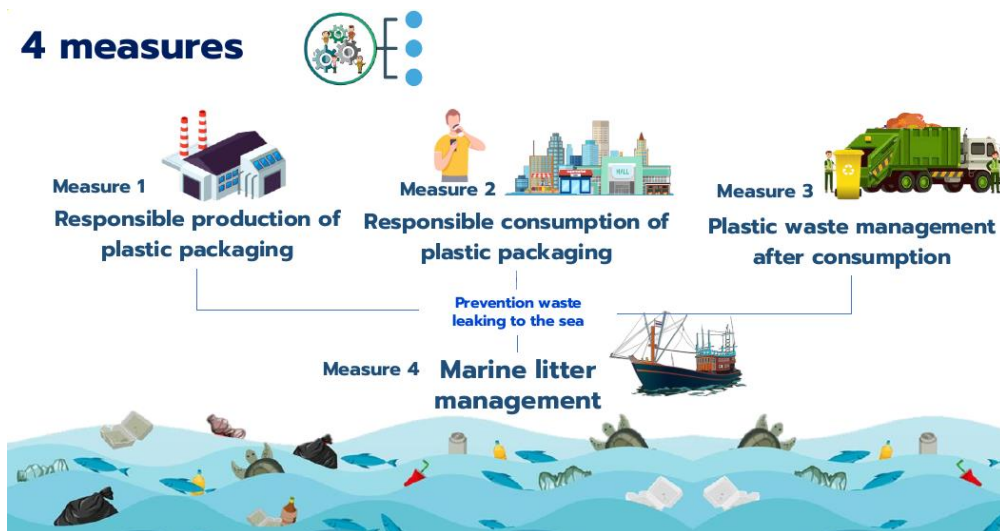 4 measures
Measure 1
Responsible production of
plastic packaging
Measure 2
MALL
Responsible consumption of
plastic packaging
Measure 3
Plastic waste management
after consumption
Prevention waste
leaking to the sea
Measure 4
Marine litter
management